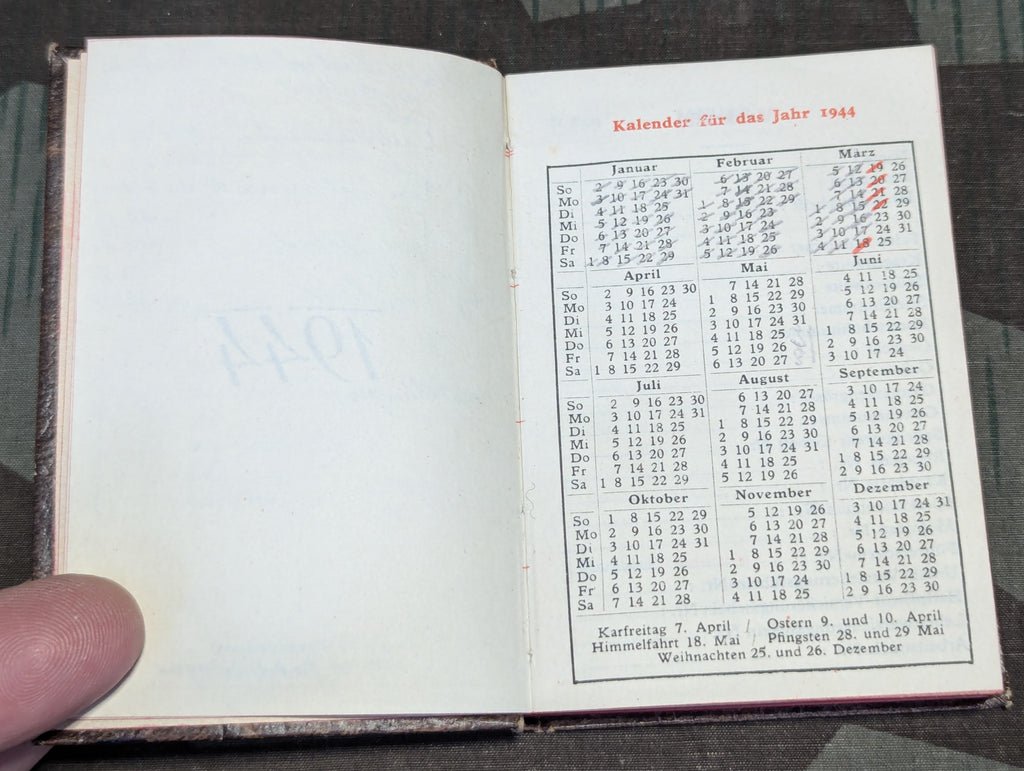 Kalender für das Jahr 1944
Januar Februar März
So 2 9 16 23 30 6 13 20 27 5 12 19 26
Mo 3 10 17 24 31 7 14 21 28 6 13 20 27
Di 4 11 18 25 1 8 15 22 29 7 14 21 28
Mi 5 12 19 26 2 9 16 23 1 8 15 22 29
Do 6 13 20 27 3 10 17 24 2 9 16 23 30
Fr 7 14 21 28 4 11 18 25 3 10 17 24 31
Sa 1 8 15 22 29 5 12 19 26 4 11 18 25
April Mai Juni
So 2 9 16 23 30 7 14 21 28 4 11 18 25
Mo 3 10 17 24 1 8 15 22 29 5 12 19 26
Di 4 11 18 25 2 9 16 23 30 6 13 20 27
Mi 5 12 19 26 3 10 17 24 31 7 14 21 28
Do 6 13 20 27 4 11 18 25 1 8 15 22 29
Fr 7 14 21 28 5 12 19 26 2 9 16 23 30
Sa 1 8 15 22 29 6 13 20 27 3 10 17 24
Juli August September
So 2 9 16 23 30 6 13 20 27 3 10 17 24
Mo 3 10 17 24 31 7 14 21 28 4 11 18 25
Di 4 11 18 25 1 8 15 22 29 5 12 19 26
Mi 5 12 19 26 2 9 16 23 30 6 13 20 27
Do 6 13 20 27 3 10 17 24 31 7 14 21 28
Fr 7 14 21 28 4 11 18 25 1 8 15 22 29
Sa 1 8 15 22 29 5 12 19 26 2 9 16 23 30
Oktober November Dezember
So 1 8 15 22 29 5 12 19 26 3 10 17 24 31
Mo 2 9 16 23 30 6 13 20 27 4 11 18 25
Di 3 10 17 24 31 7 14 21 28 5 12 19 26
Mi 4 11 18 25 1 8 15 22 29 6 13 20 27
Do 5 12 19 26 2 9 16 23 30 7 14 21 28
Fr 6 13 20 27 3 10 17 24 1 8 15 22 29
Sa 7 14 21 28 4 11 18 25 2 9 16 23 30
Karfreitag 7. April / Ostern 9. und 10. April
Himmelfahrt 18. Mai / Pfingsten 28. und 29 Mai
Weihnachten 25. und 26. Dezember